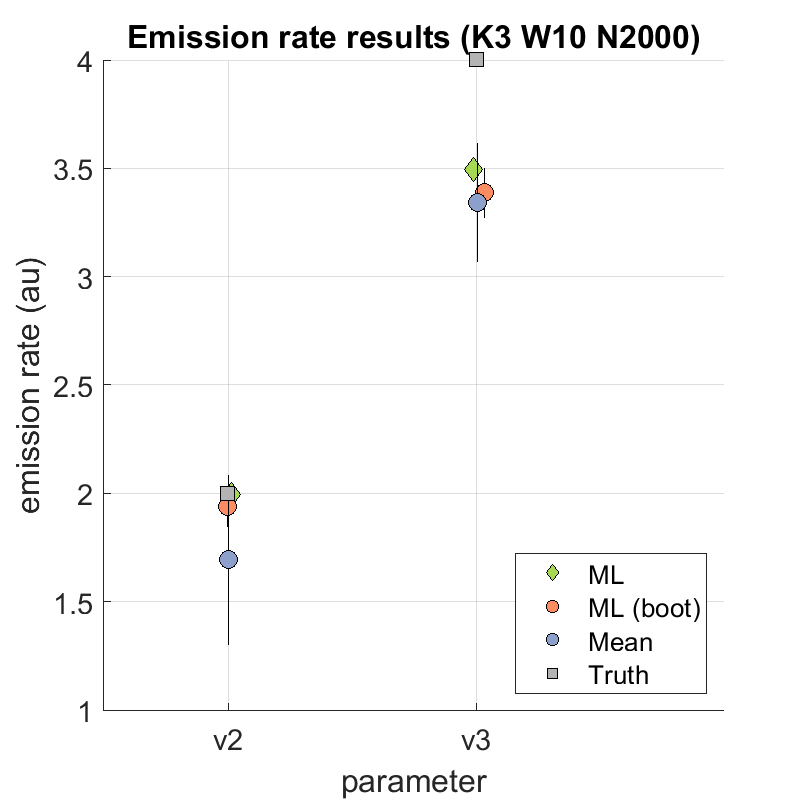 Emission rate results (K3 W10 N2000)
4
3.5
3
2.5
2
1.5
1
emission rate (au)
v2
v3
parameter
ML
ML (boot)
Mean
Truth